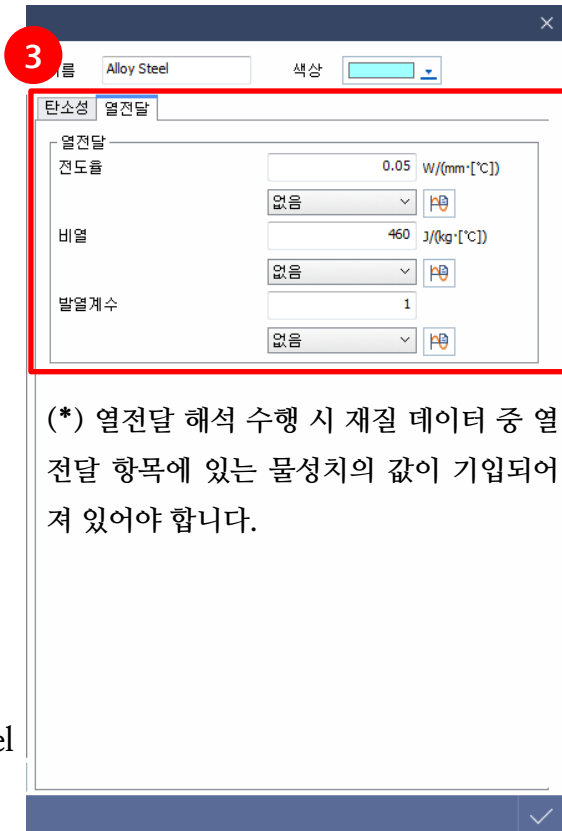 3
름 Alloy Steel 색상
탄소성 열전달
열전달
전도율 0.05 W/(mm·[℃])
없음
비열 460 J/(kg·[℃])
없음
발열계수 1
없음
(*) 열전달 해석 수행 시 재질 데이터 중 열
전달 항목에 있는 물성치의 값이 기입되어
져 있어야 합니다.
el